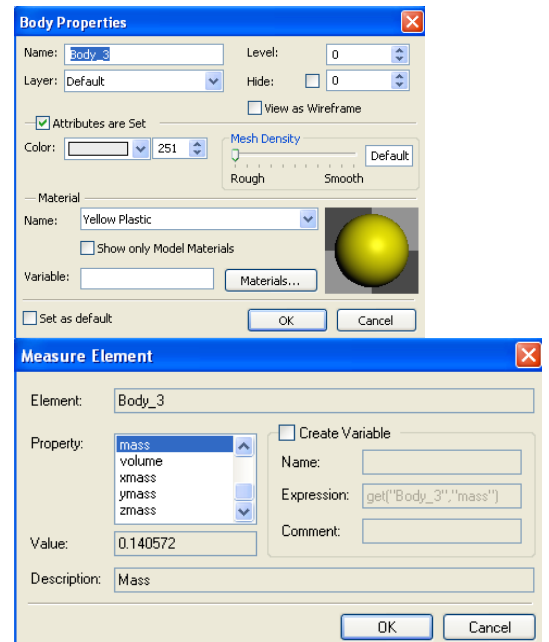 Body Properties
Name: Body_3 Level: 0
Layer: Default Hide: 0
View as Wireframe
Attributes are Set
Color: 251 Mesh Density
Default
Rough Smooth
Material
Name: Yellow Plastic
Show only Model Materials
Variable: Materials...
Set as default OK Cancel
Measure Element
Element: Body_3
Property: mass
volume
xmass
ymass
zmass
Create Variable
Name:
Expression: get("Body_3","mass")
Comment:
Value: 0.140572
Description: Mass
OK Cancel